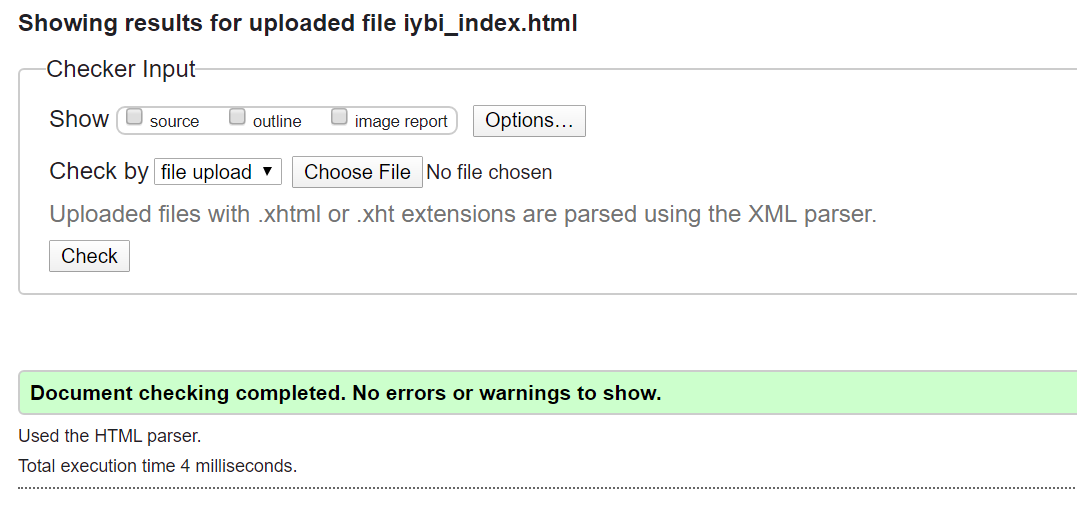 Showing results for uploaded file iybi_index.html
Checker Input
Show source outline image report Options…
Check by file upload ▼ Choose File No file chosen
Uploaded files with .xhtml or .xht extensions are parsed using the XML parser.
Check
Document checking completed. No errors or warnings to show.
Used the HTML parser.
Total execution time 4 milliseconds.